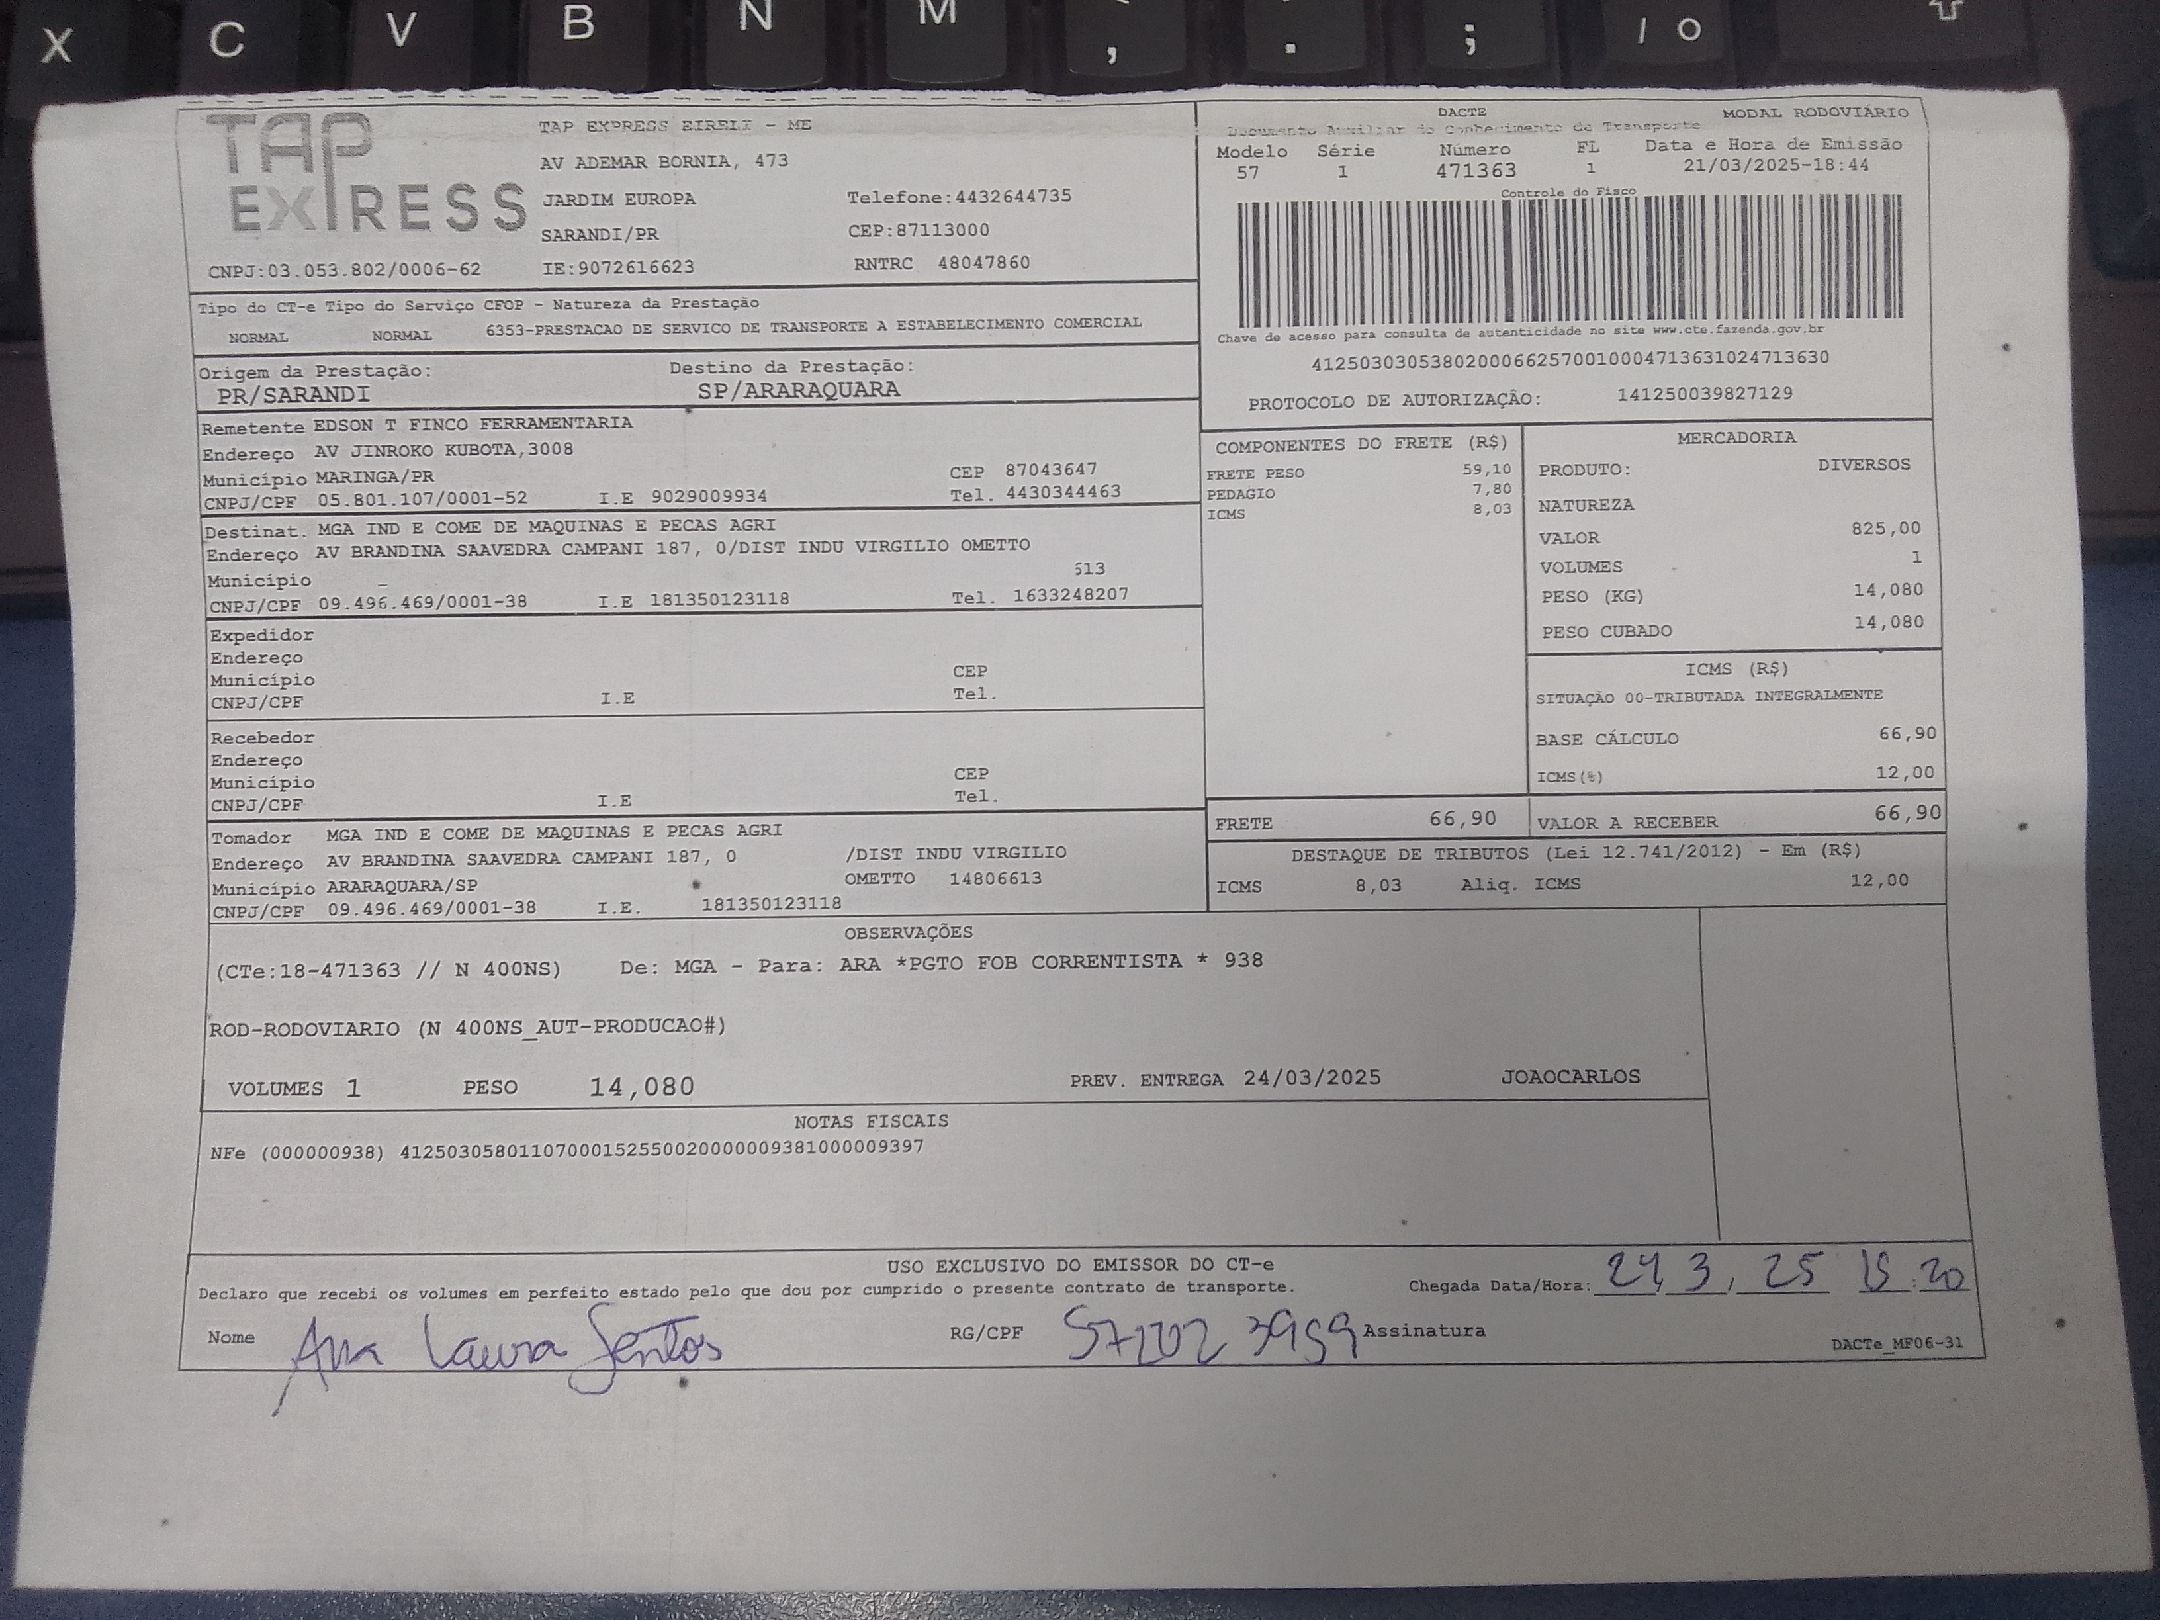 X C V B N M , . ; / O
TAP EXPRESS
TAP EXPRESS EIRELI - ME
AV ADEMAR BORNIA, 473
JARDIM EUROPA Telefone:4432644735
SARANDI/PR CEP:87113000
CNPJ:03.053.802/0006-62 IE:9072616623 RNTRC 48047860
DACTE MODAL RODOVIÁRIO
Documento Auxiliar do Conhecimento de Transporte
Modelo Série Número FL Data e Hora de Emissão
57 1 471363 1 21/03/2025-18:44
Controle do Fisco
Chave de acesso para consulta de autenticidade no site www.cte.fazenda.gov.br
41250303053802000662570010004713631024713630
PROTOCOLO DE AUTORIZAÇÃO: 141250039827129
Tipo do CT-e Tipo do Serviço CFOP - Natureza da Prestação
NORMAL NORMAL 6353-PRESTACAO DE SERVICO DE TRANSPORTE A ESTABELECIMENTO COMERCIAL
Origem da Prestação: Destino da Prestação:
PR/SARANDI SP/ARARAQUARA
Remetente EDSON T FINCO FERRAMENTARIA
Endereço AV JINROKO KUBOTA,3008
Município MARINGA/PR CEP 87043647
CNPJ/CPF 05.801.107/0001-52 I.E 9029009934 Tel. 4430344463
Destinat. MGA IND E COME DE MAQUINAS E PECAS AGRI
Endereço AV BRANDINA SAAVEDRA CAMPANI 187, 0/DIST INDU VIRGILIO OMETTO
Município 613
CNPJ/CPF 09.496.469/0001-38 I.E 181350123118 Tel. 1633248207
Expedidor
Endereço
Município CEP
CNPJ/CPF I.E Tel.
Recebedor
Endereço
Município CEP
CNPJ/CPF I.E Tel.
Tomador MGA IND E COME DE MAQUINAS E PECAS AGRI
Endereço AV BRANDINA SAAVEDRA CAMPANI 187, 0 /DIST INDU VIRGILIO
Município ARARAQUARA/SP OMETTO 14806613
CNPJ/CPF 09.496.469/0001-38 I.E. 181350123118
COMPONENTES DO FRETE (R$)
FRETE PESO 59,10
PEDAGIO 7,80
ICMS 8,03
MERCADORIA
PRODUTO: DIVERSOS
NATUREZA
VALOR 825,00
VOLUMES 1
PESO (KG) 14,080
PESO CUBADO 14,080
ICMS (R$)
SITUAÇÃO 00-TRIBUTADA INTEGRALMENTE
BASE CÁLCULO 66,90
ICMS(%) 12,00
FRETE 66,90 VALOR A RECEBER 66,90
DESTAQUE DE TRIBUTOS (Lei 12.741/2012) - Em (R$)
ICMS 8,03 Aliq. ICMS 12,00
OBSERVAÇÕES
(CTe:18-471363 // N 400NS) De: MGA - Para: ARA *PGTO FOB CORRENTISTA * 938
ROD-RODOVIARIO (N 400NS_AUT-PRODUCAO#)
VOLUMES 1 PESO 14,080 PREV. ENTREGA 24/03/2025 JOAOCARLOS
NOTAS FISCAIS
NFe (000000938) 41250305801107000152550020000009381000009397
USO EXCLUSIVO DO EMISSOR DO CT-e
Declaro que recebi os volumes em perfeito estado pelo que dou por cumprido o presente contrato de transporte. Chegada Data/Hora: 24/ 3 / 25 15:20
Nome Ana Laura Santos RG/CPF Assinatura
DACTe_MF06-31